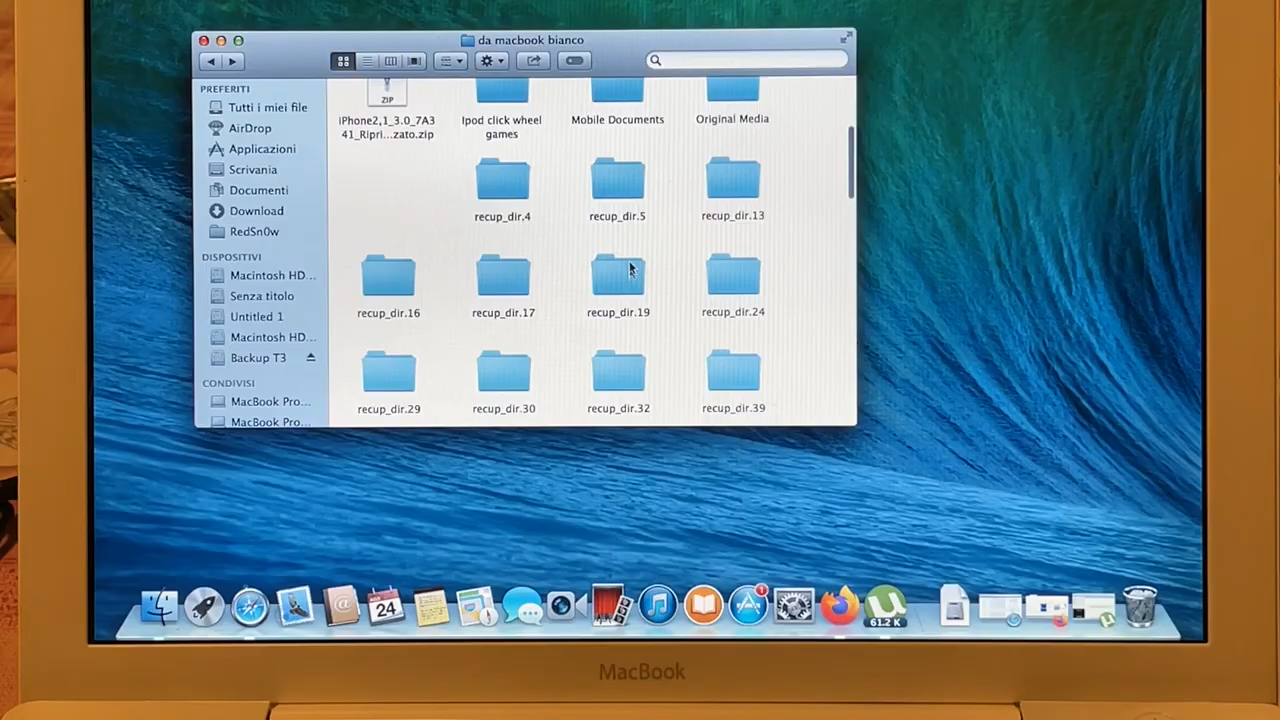 da macbook bianco
PREFERITI
Tutti i miei file
AirDrop
Applicazioni
Scrivania
Documenti
Download
RedSn0w
DISPOSITIVI
Macintosh HD...
Senza titolo
Untitled 1
Macintosh HD...
Backup T3
CONDIVISI
MacBook Pro...
MacBook Pro...
ZIP
iPhone2,1_3.0_7A3
41_Ripri...zato.zip
Ipod click wheel
games
Mobile Documents
Original Media
recup_dir.4
recup_dir.5
recup_dir.13
recup_dir.16
recup_dir.17
recup_dir.19
recup_dir.24
recup_dir.29
recup_dir.30
recup_dir.32
recup_dir.39
24
1
61.2 K
MacBook